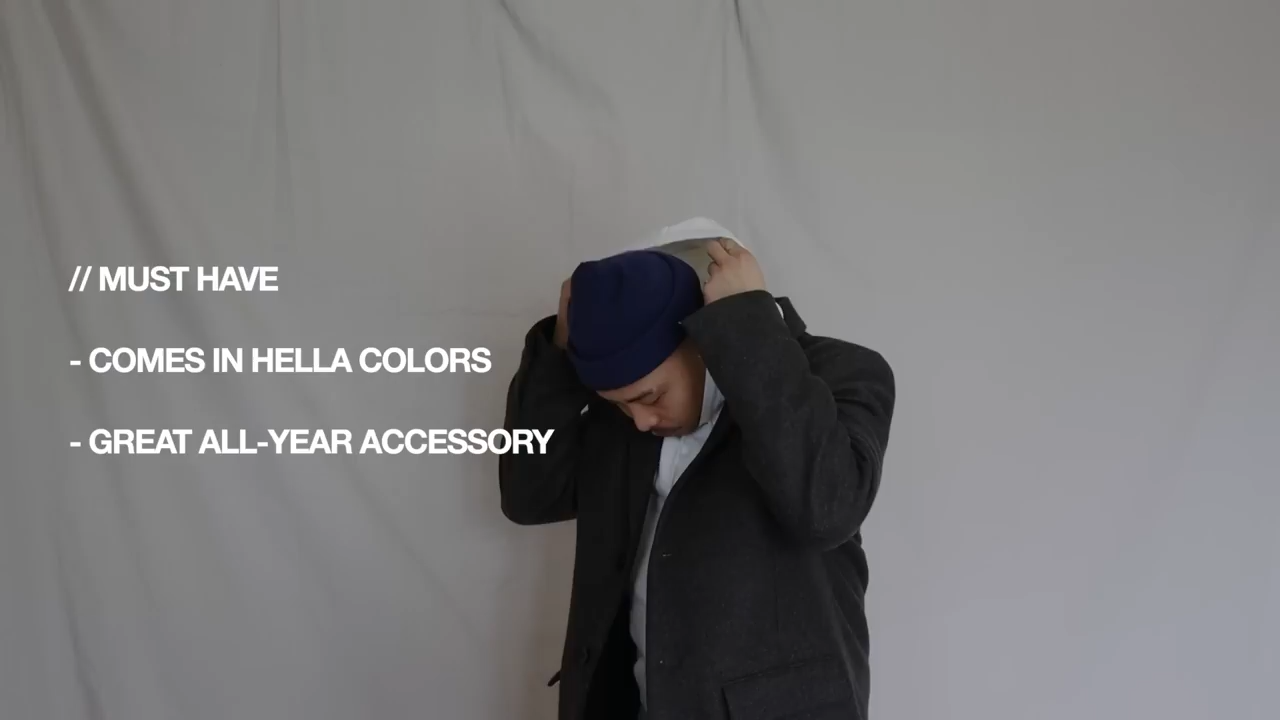 // MUST HAVE
- COMES IN HELLA COLORS
- GREAT ALL-YEAR ACCESSORY